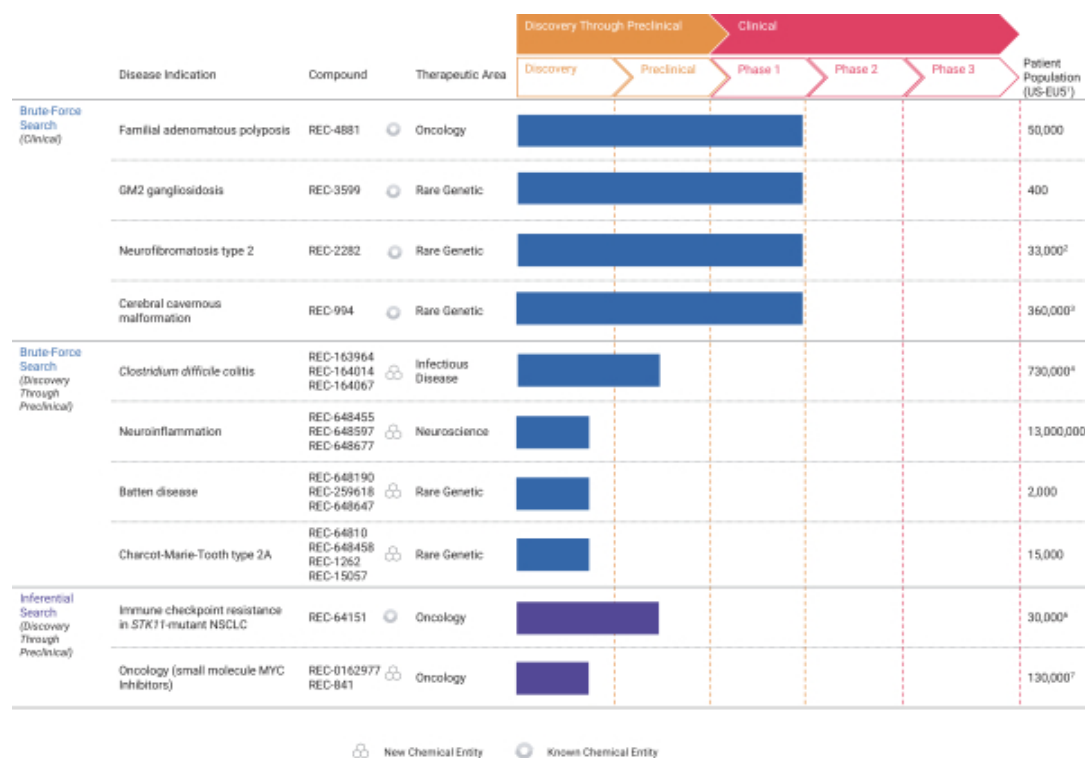 Discovery Through Preclinical Clinical
Disease Indication Compound Therapeutic Area Discovery Preclinical Phase 1 Phase 2 Phase 3 Patient
Population
(US-EU5¹)
Brute-Force
Search
(Clinical)
Familial adenomatous polyposis REC-4881 Oncology 50,000
GM2 gangliosidosis REC-3599 Rare Genetic 400
Neurofibromatosis type 2 REC-2282 Rare Genetic 33,000²
Cerebral cavernous
malformation REC-994 Rare Genetic 360,000³
Brute-Force
Search
(Discovery
Through
Preclinical)
Clostridium difficile colitis
REC-163964
REC-164014
REC-164067
Infectious
Disease
730,000⁴
Neuroinflammation
REC-648455
REC-648597
REC-648677
Neuroscience
13,000,000
Batten disease
REC-648190
REC-259618
REC-648647
Rare Genetic
2,000
Charcot-Marie-Tooth type 2A
REC-64810
REC-648458
REC-1262
REC-15057
Rare Genetic
15,000
Inferential
Search
(Discovery
Through
Preclinical)
Immune checkpoint resistance
in STK11-mutant NSCLC
REC-64151
Oncology
30,000⁶
Oncology (small molecule MYC
Inhibitors)
REC-0162977
REC-841
Oncology
130,000⁷
New Chemical Entity Known Chemical Entity